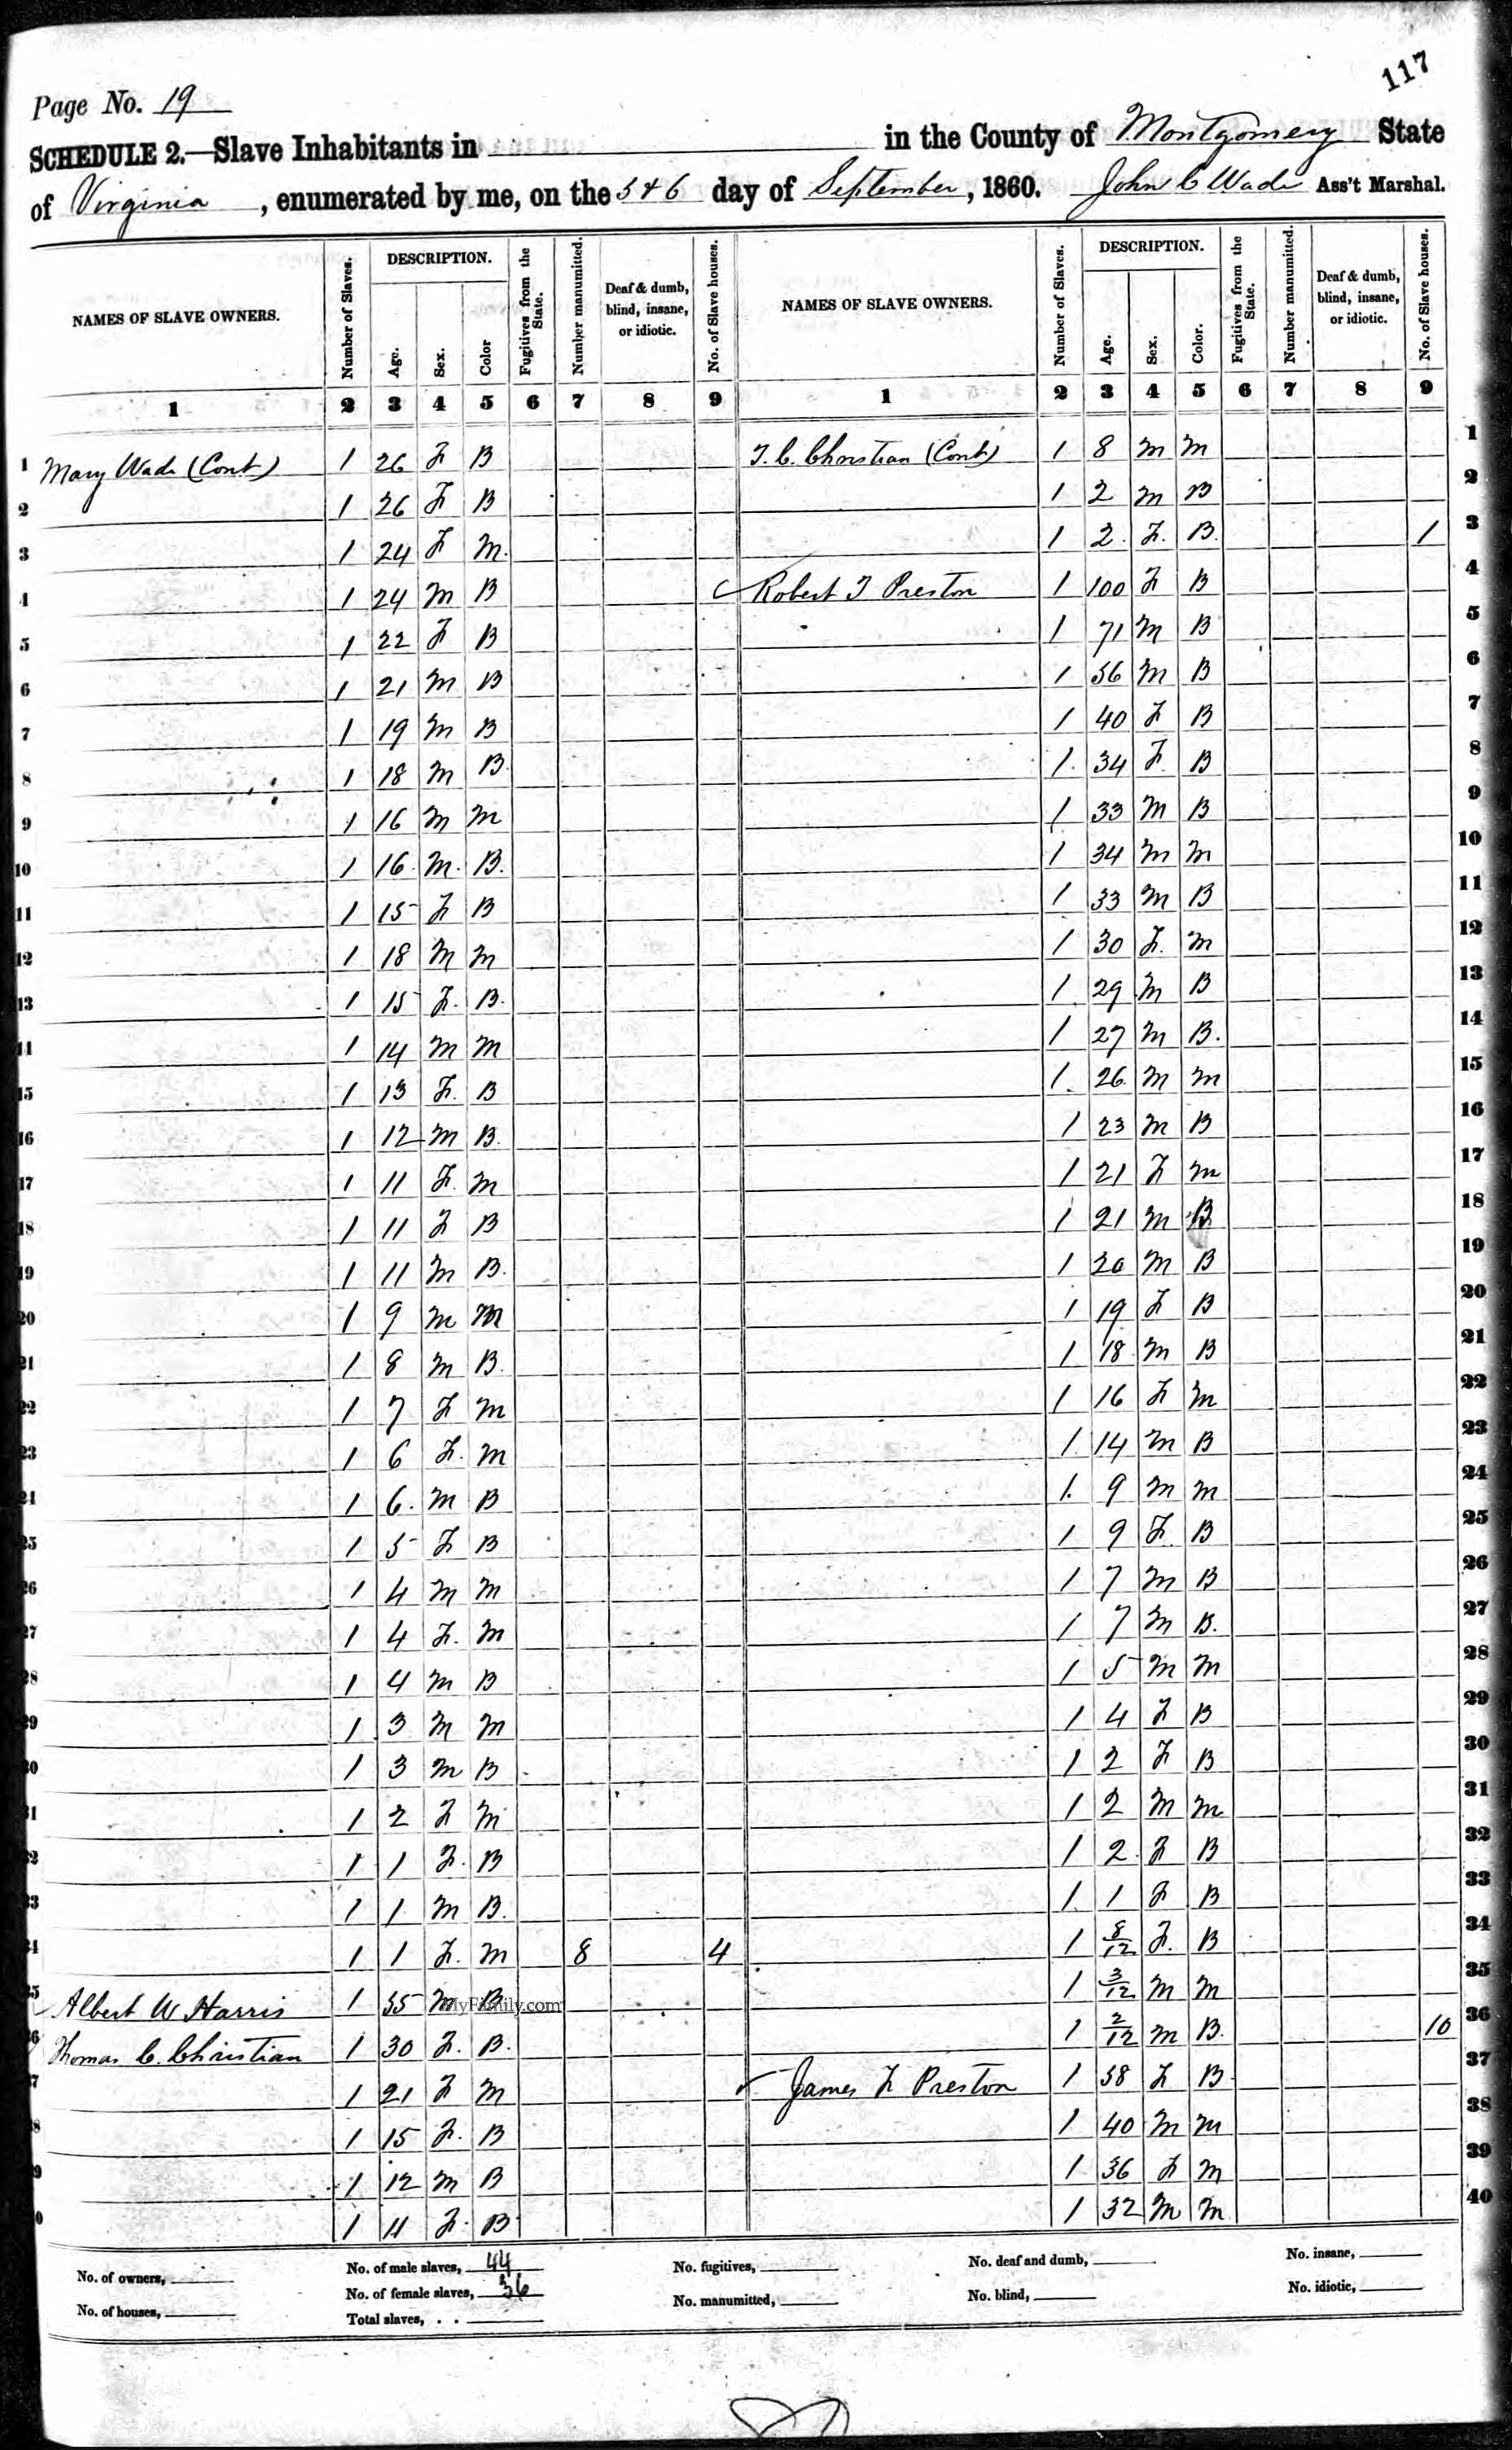 117
Page No. 19
SCHEDULE 2.—Slave Inhabitants in in the County of Montgomery State
of Virginia, enumerated by me, on the 5 & 6 day of September, 1860. John C Wade Ass't Marshal.
NAMES OF SLAVE OWNERS. Number of Slaves. DESCRIPTION. Age. Sex. Color Fugitives from the State. Number manumitted. Deaf & dumb, blind, insane, or idiotic. No. of Slave houses. NAMES OF SLAVE OWNERS. Number of Slaves. DESCRIPTION. Age. Sex. Color. Fugitives from the State. Number manumitted. Deaf & dumb, blind, insane, or idiotic. No. of Slave houses.
1 2 3 4 5 6 7 8 9 1 2 3 4 5 6 7 8 9
1 Mary Wade (Cont) 1 26 F B T. C. Christian (Cont) 1 8 m m 1
2 1 26 F B 1 2 m B 2
3 1 24 F m. 1 2. F. B. 1 3
4 1 24 m B Robert T Preston 1 100 F B 4
5 1 22 F B 1 71 m B 5
6 1 21 m B 1 56 m B 6
7 1 19 m B 1 40 F B 7
8 1 18 m B. 1. 34 F. B 8
9 1 16 m m 1 33 m B 9
10 1 16. m. B. 1 34 m m 10
11 1 15 F B 1 33 m B 11
12 1 18 m m 1 30 F. m 12
13 1 15 F. B. 1 29 m B 13
14 1 14 m m 1 27 m B. 14
15 1 13 F. B 1. 26. m m 15
16 1 12 m B. 1 23 m B 16
17 1 11 F. m 1 21 F m 17
18 1 11 F B 1 21 m B 18
19 1 11 m B. 1 20 m B 19
20 1 9 m m 1 19 F B 20
21 1 8 m B. 1 18 m B 21
22 1 7 F m 1 16 F m 22
23 1 6 F. m 1 14 m B 23
24 1 6. m B 1. 9 m m 24
25 1 5 F B 1 9 F. B 25
26 1 4 m m 1 7 m B 26
27 1 4 F. m 1 7 m B. 27
28 1 4 m B 1 5 m m 28
29 1 3 m m 1 4 F B 29
30 1 3 m B 1 2 F B 30
31 1 2 F m 1 2 m m 31
32 1 1 F. B 1 2. F B 32
33 1 1 m B. 1. 1 F B 33
34 1 1 F. m 8 4 1 8/12 F. B 34
35 Albert W Harris 1 35 m B 1 3/12 m m 35
MyFamily.com
36 Thomas C. Christian 1 30 F. B. 1 2/12 m B. 10 36
37 1 21 F m James F Preston 1 58 F B. 37
38 1 15 F. B 1 40 m m 38
39 1 12 m B 1 36 F m 39
40 1 11 F. B 1 32 m m 40
No. of owners, No. of male slaves, 44 No. fugitives, No. deaf and dumb, No. insane,
No. of houses, No. of female slaves, 36 No. manumitted, No. blind, No. idiotic,
Total slaves, . .